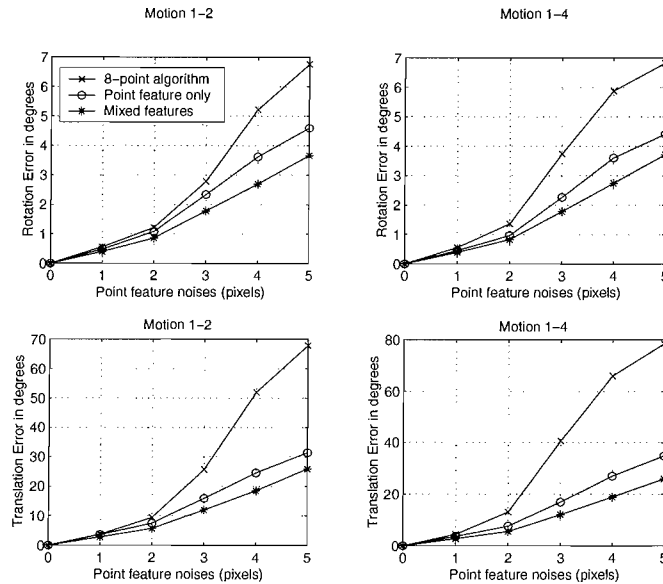 Motion 1-2
Motion 1-4
7
6
5
4
3
2
1
0
Rotation Error in degrees
8-point algorithm
Point feature only
Mixed features
0 1 2 3 4 5
Point feature noises (pixels)
7
6
5
4
3
2
1
0
Rotation Error in degrees
0 1 2 3 4 5
Point feature noises (pixels)
Motion 1-2
Motion 1-4
70
60
50
40
30
20
10
0
Translation Error in degrees
0 1 2 3 4 5
Point feature noises (pixels)
80
60
40
20
0
Translation Error in degrees
0 1 2 3 4 5
Point feature noises (pixels)